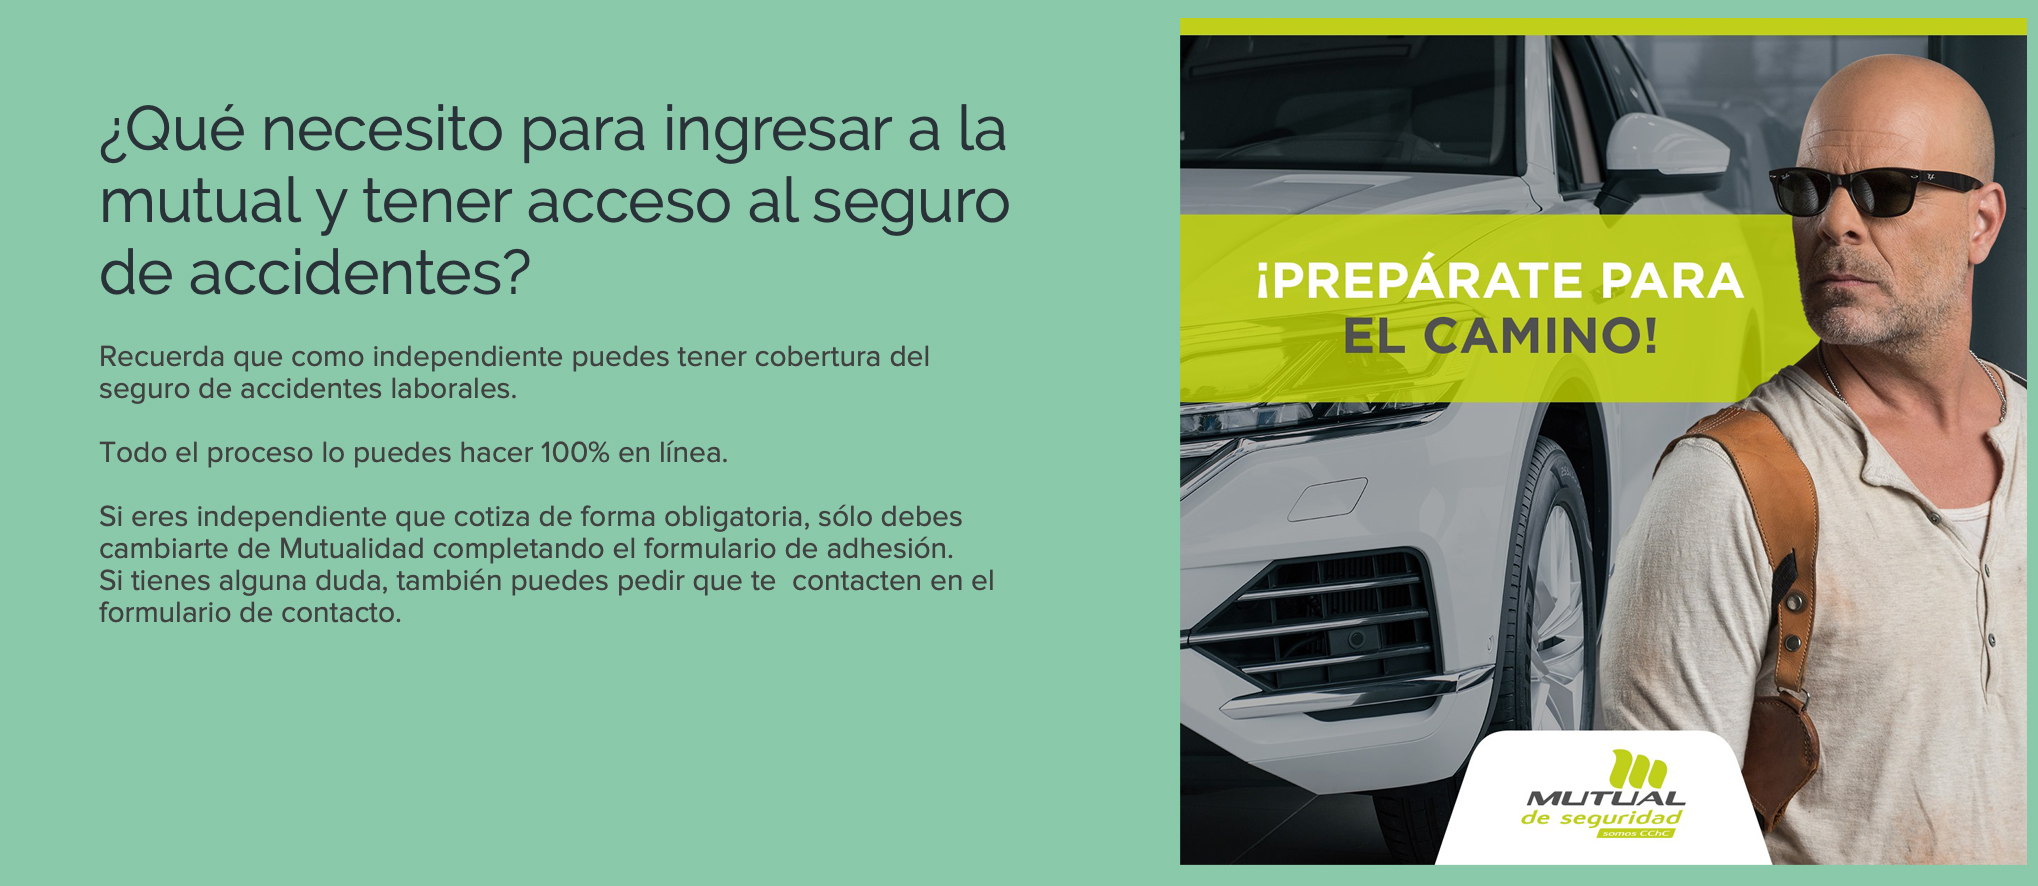 ¿Qué necesito para ingresar a la
mutual y tener acceso al seguro
de accidentes?
Recuerda que como independiente puedes tener cobertura del
seguro de accidentes laborales.
Todo el proceso lo puedes hacer 100% en línea.
Si eres independiente que cotiza de forma obligatoria, sólo debes
cambiarte de Mutualidad completando el formulario de adhesión.
Si tienes alguna duda, también puedes pedir que te  contacten en el
formulario de contacto.
¡PREPÁRATE PARA
EL CAMINO!
MUTUAL
de seguridad
somos CChC